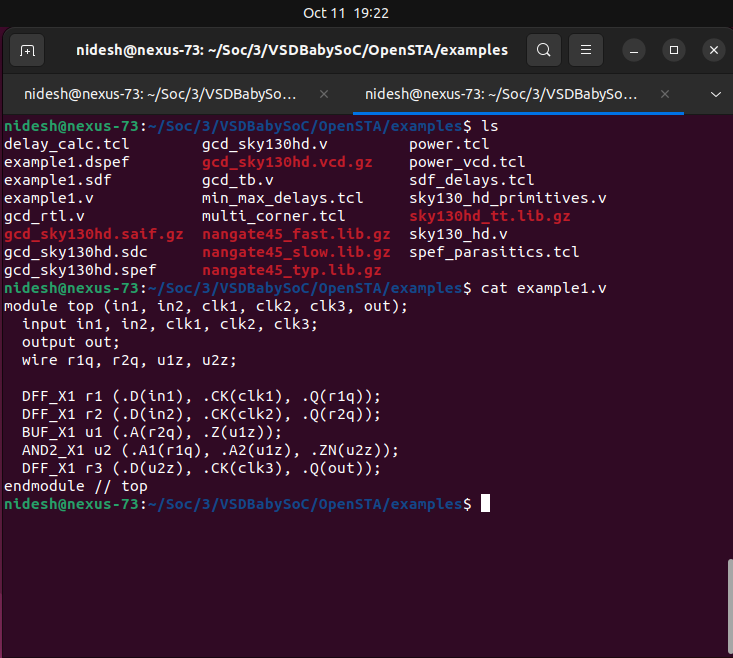 Oct 11 19:22
nidesh@nexus-73: ~/Soc/3/VSDBabySoC/OpenSTA/examples
nidesh@nexus-73: ~/Soc/3/VSDBabySo...
nidesh@nexus-73: ~/Soc/3/VSDBabySo...
nidesh@nexus-73:~/Soc/3/VSDBabySoC/OpenSTA/examples$ ls
delay_calc.tcl gcd_sky130hd.v power.tcl
example1.dspef gcd_sky130hd.vcd.gz power_vcd.tcl
example1.sdf gcd_tb.v sdf_delays.tcl
example1.v min_max_delays.tcl sky130_hd_primitives.v
gcd_rtl.v multi_corner.tcl sky130hd_tt.lib.gz
gcd_sky130hd.saif.gz nangate45_fast.lib.gz sky130_hd.v
gcd_sky130hd.sdc nangate45_slow.lib.gz spef_parasitics.tcl
gcd_sky130hd.spef nangate45_typ.lib.gz
nidesh@nexus-73:~/Soc/3/VSDBabySoC/OpenSTA/examples$ cat example1.v
module top (in1, in2, clk1, clk2, clk3, out);
  input in1, in2, clk1, clk2, clk3;
  output out;
  wire r1q, r2q, u1z, u2z;

  DFF_X1 r1 (.D(in1), .CK(clk1), .Q(r1q));
  DFF_X1 r2 (.D(in2), .CK(clk2), .Q(r2q));
  BUF_X1 u1 (.A(r2q), .Z(u1z));
  AND2_X1 u2 (.A1(r1q), .A2(u1z), .ZN(u2z));
  DFF_X1 r3 (.D(u2z), .CK(clk3), .Q(out));
endmodule // top
nidesh@nexus-73:~/Soc/3/VSDBabySoC/OpenSTA/examples$